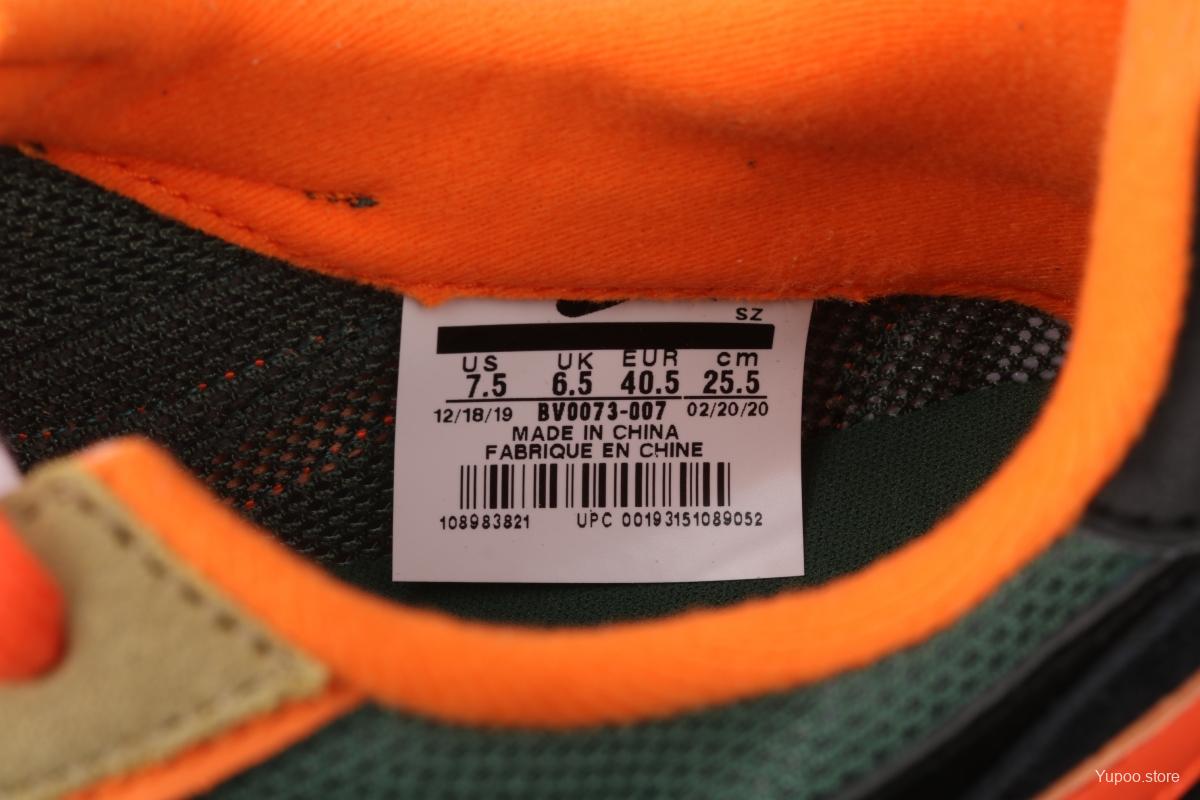 SZ
US UK EUR cm
7.5 6.5 40.5 25.5
12/18/19 BV0073-007 02/20/20
MADE IN CHINA
FABRIQUE EN CHINE
108983821 UPC 00193151089052
Yupoo.store